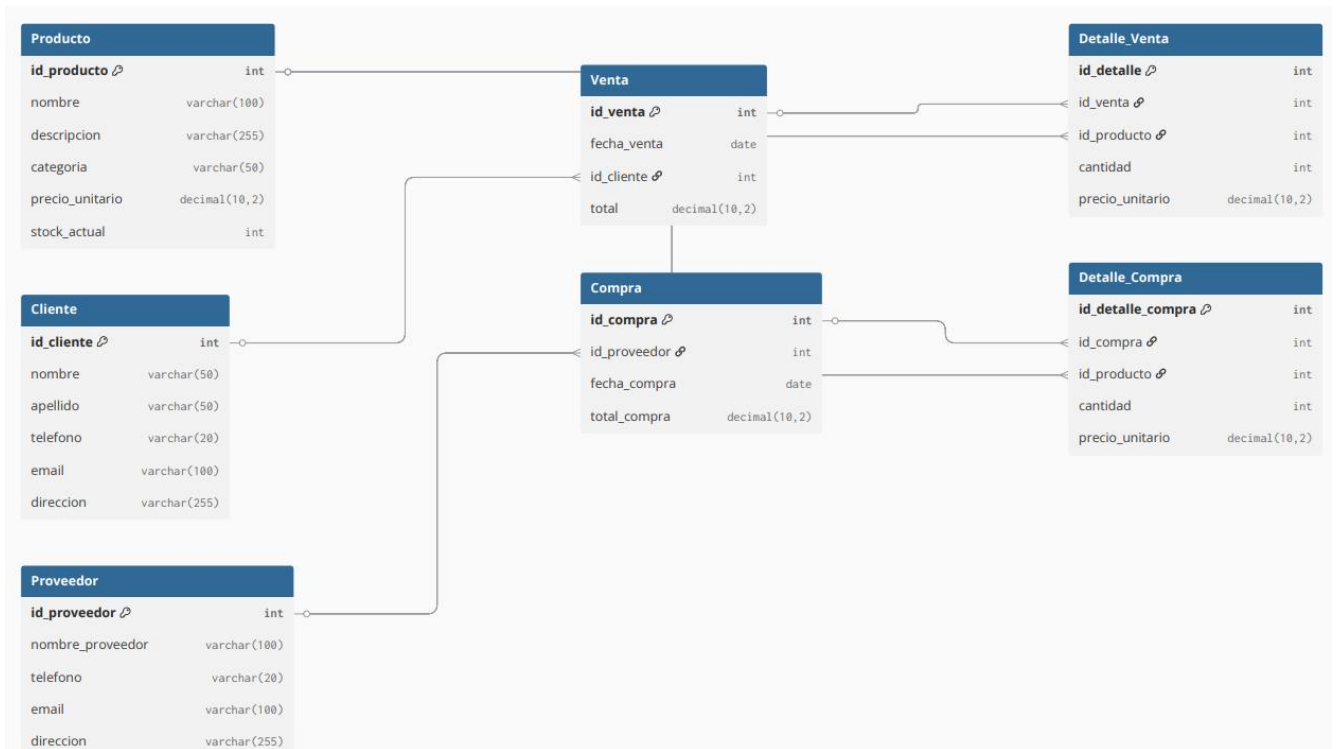 Producto
id_producto int
nombre varchar(100)
descripcion varchar(255)
categoria varchar(50)
precio_unitario decimal(10,2)
stock_actual int
Cliente
id_cliente int
nombre varchar(50)
apellido varchar(50)
telefono varchar(20)
email varchar(100)
direccion varchar(255)
Proveedor
id_proveedor int
nombre_proveedor varchar(100)
telefono varchar(20)
email varchar(100)
direccion varchar(255)
Venta
id_venta int
fecha_venta date
id_cliente int
total decimal(10,2)
Compra
id_compra int
id_proveedor int
fecha_compra date
total_compra decimal(10,2)
Detalle_Venta
id_detalle int
id_venta int
id_producto int
cantidad int
precio_unitario decimal(10,2)
Detalle_Compra
id_detalle_compra int
id_compra int
id_producto int
cantidad int
precio_unitario decimal(10,2)